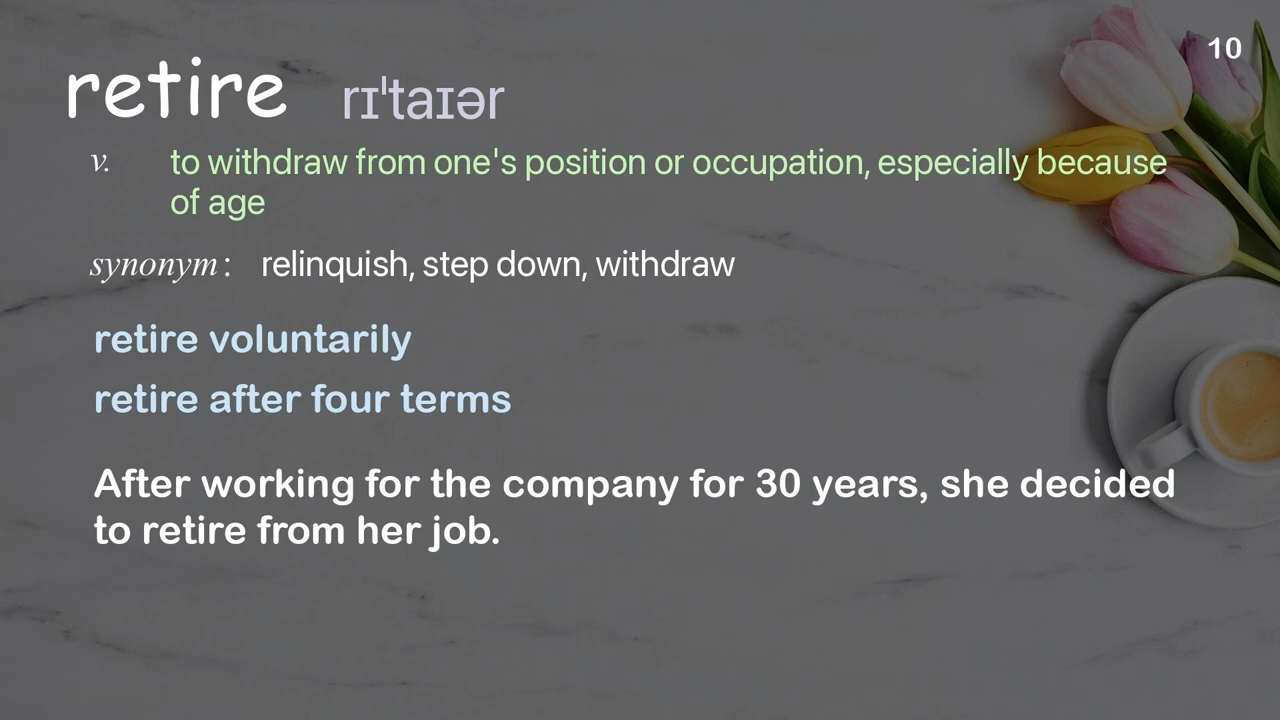 10
retire rɪˈtaɪər
v. to withdraw from one's position or occupation, especially because
of age
synonym : relinquish, step down, withdraw
retire voluntarily
retire after four terms
After working for the company for 30 years, she decided
to retire from her job.